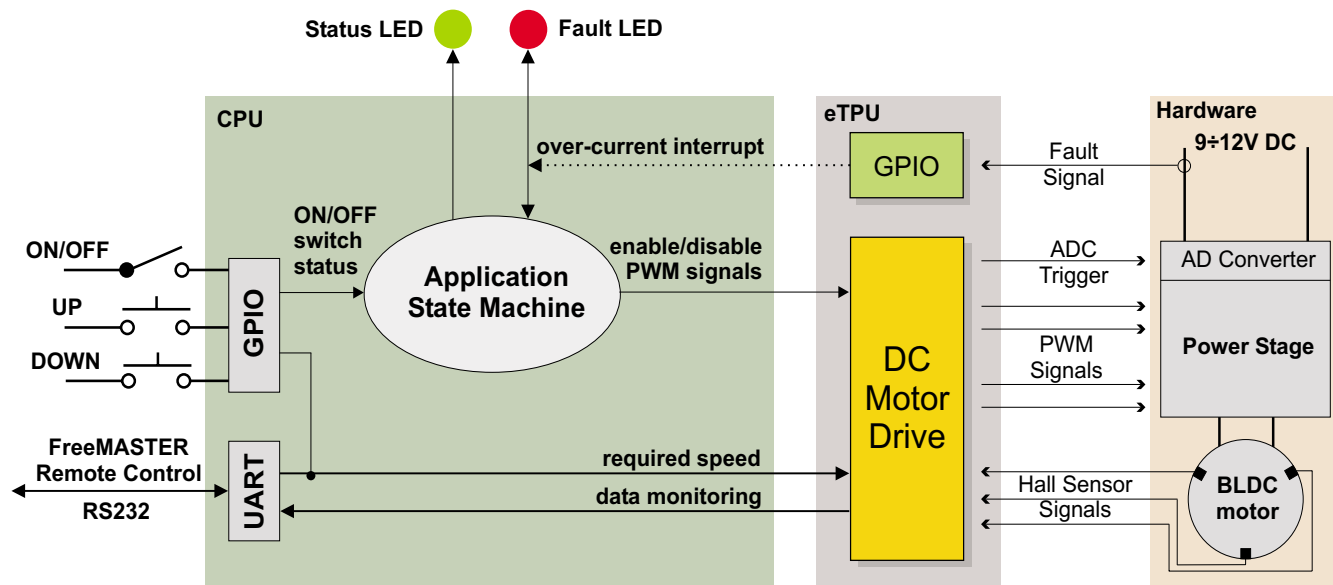 Status LED
Fault LED
CPU
eTPU
Hardware
9÷12V DC
over-current interrupt
GPIO
Fault
Signal
ON/OFF
switch
status
ON/OFF
UP
DOWN
GPIO
Application
State Machine
enable/disable
PWM signals
DC
Motor
Drive
ADC
Trigger
AD Converter
PWM
Signals
Power Stage
FreeMASTER
Remote Control
RS232
UART
required speed
data monitoring
Hall Sensor
Signals
BLDC
motor